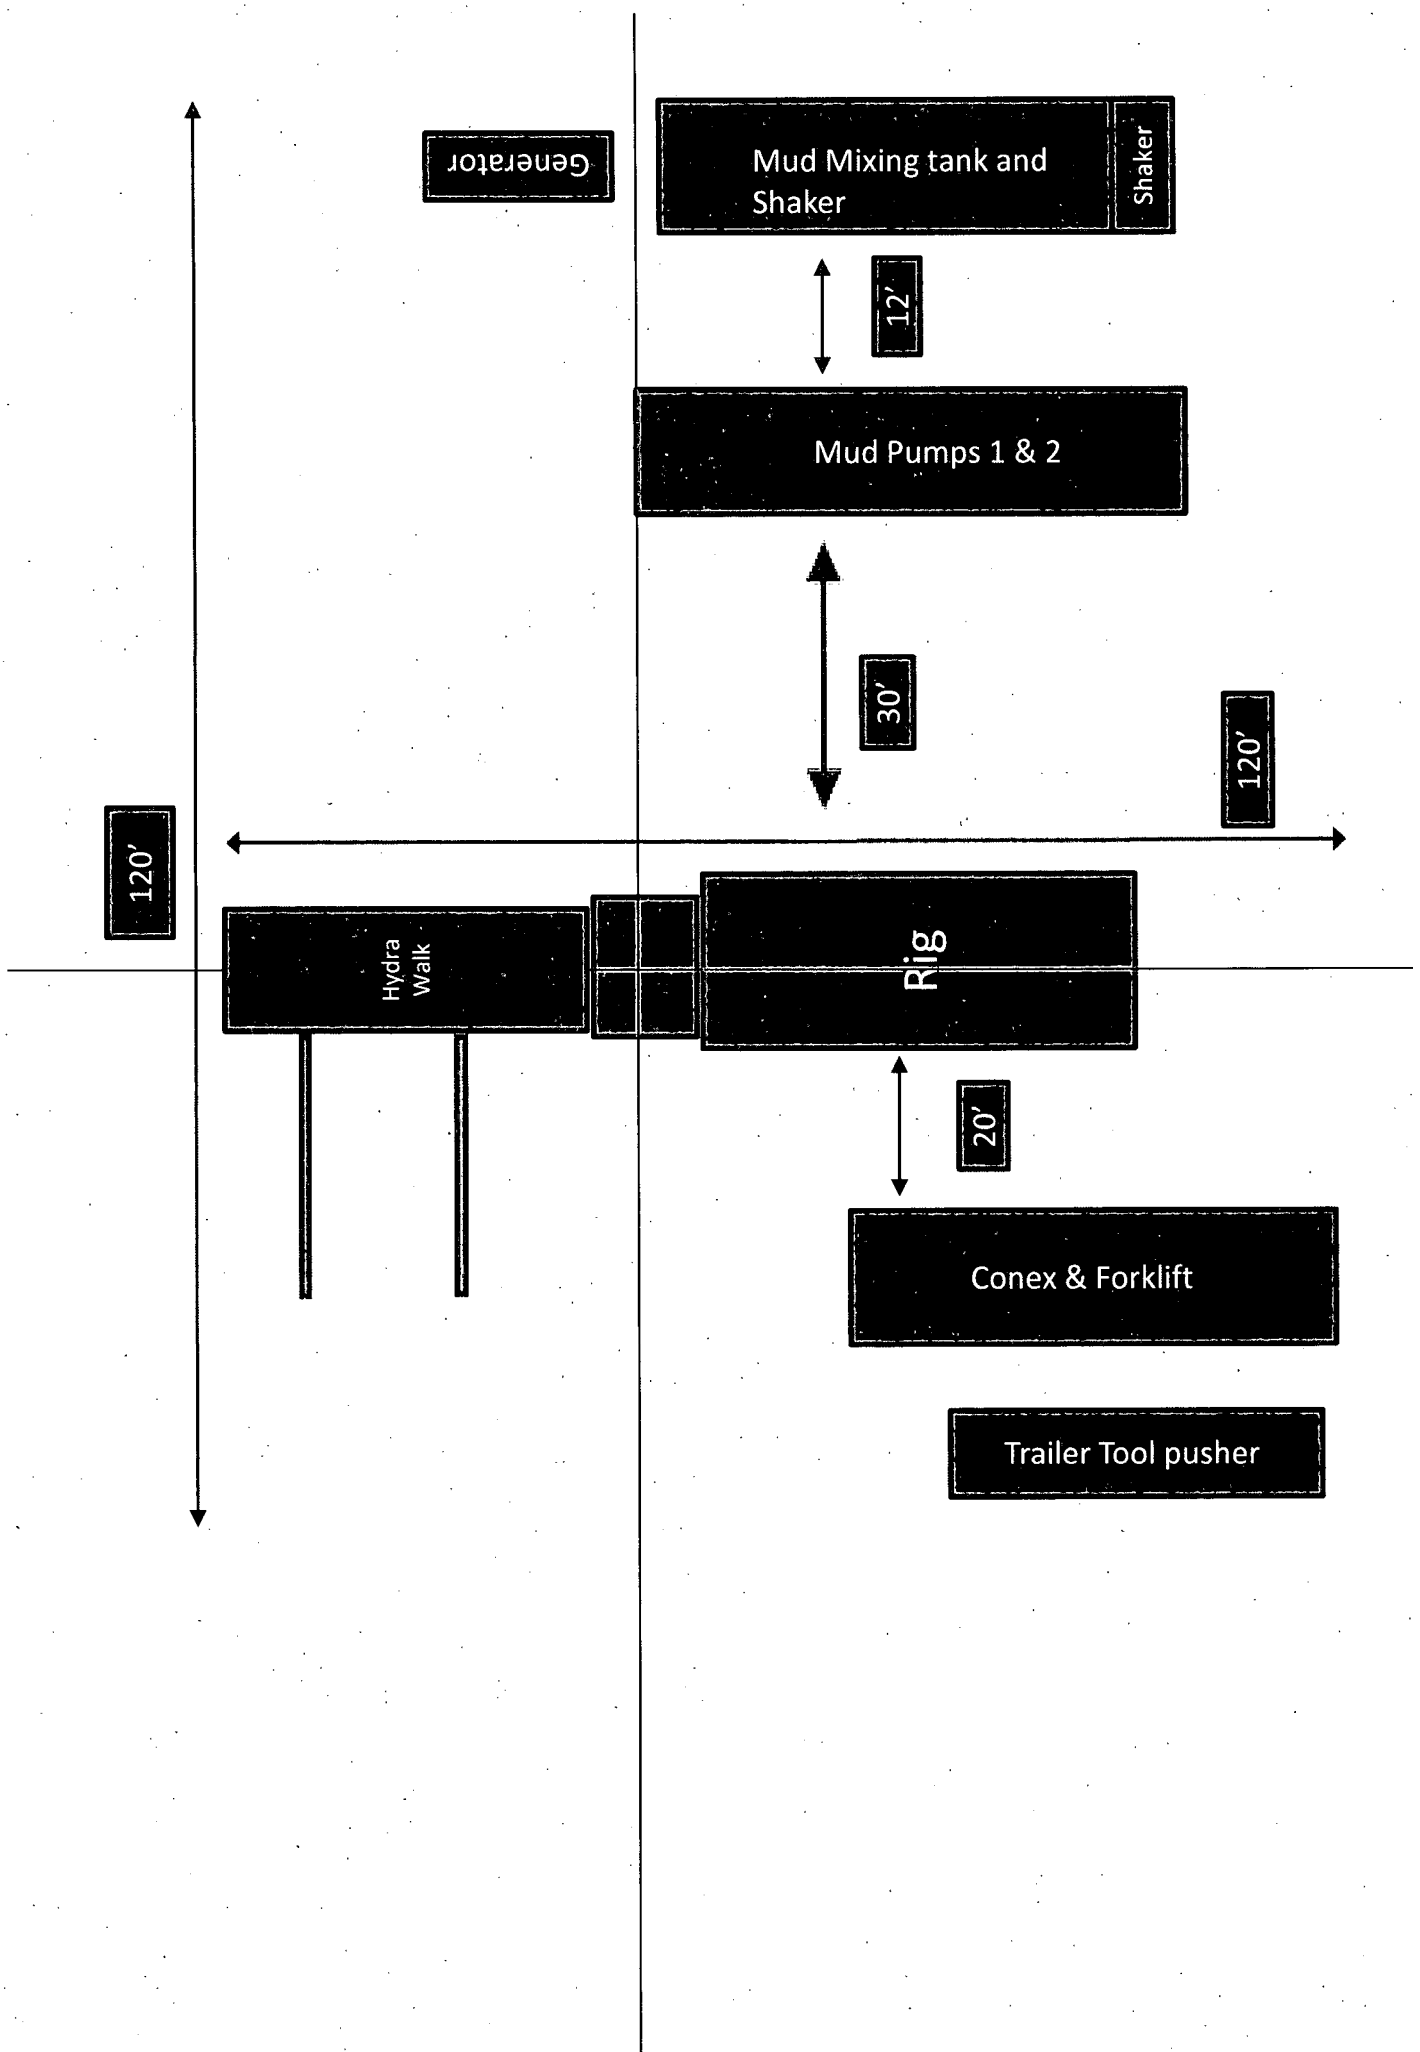 Generator
Mud Mixing tank and
Shaker
Shaker
12'
Mud Pumps 1 & 2
30'
120'
120'
Hydra
Walk
Rig
20'
Conex & Forklift
Trailer Tool pusher